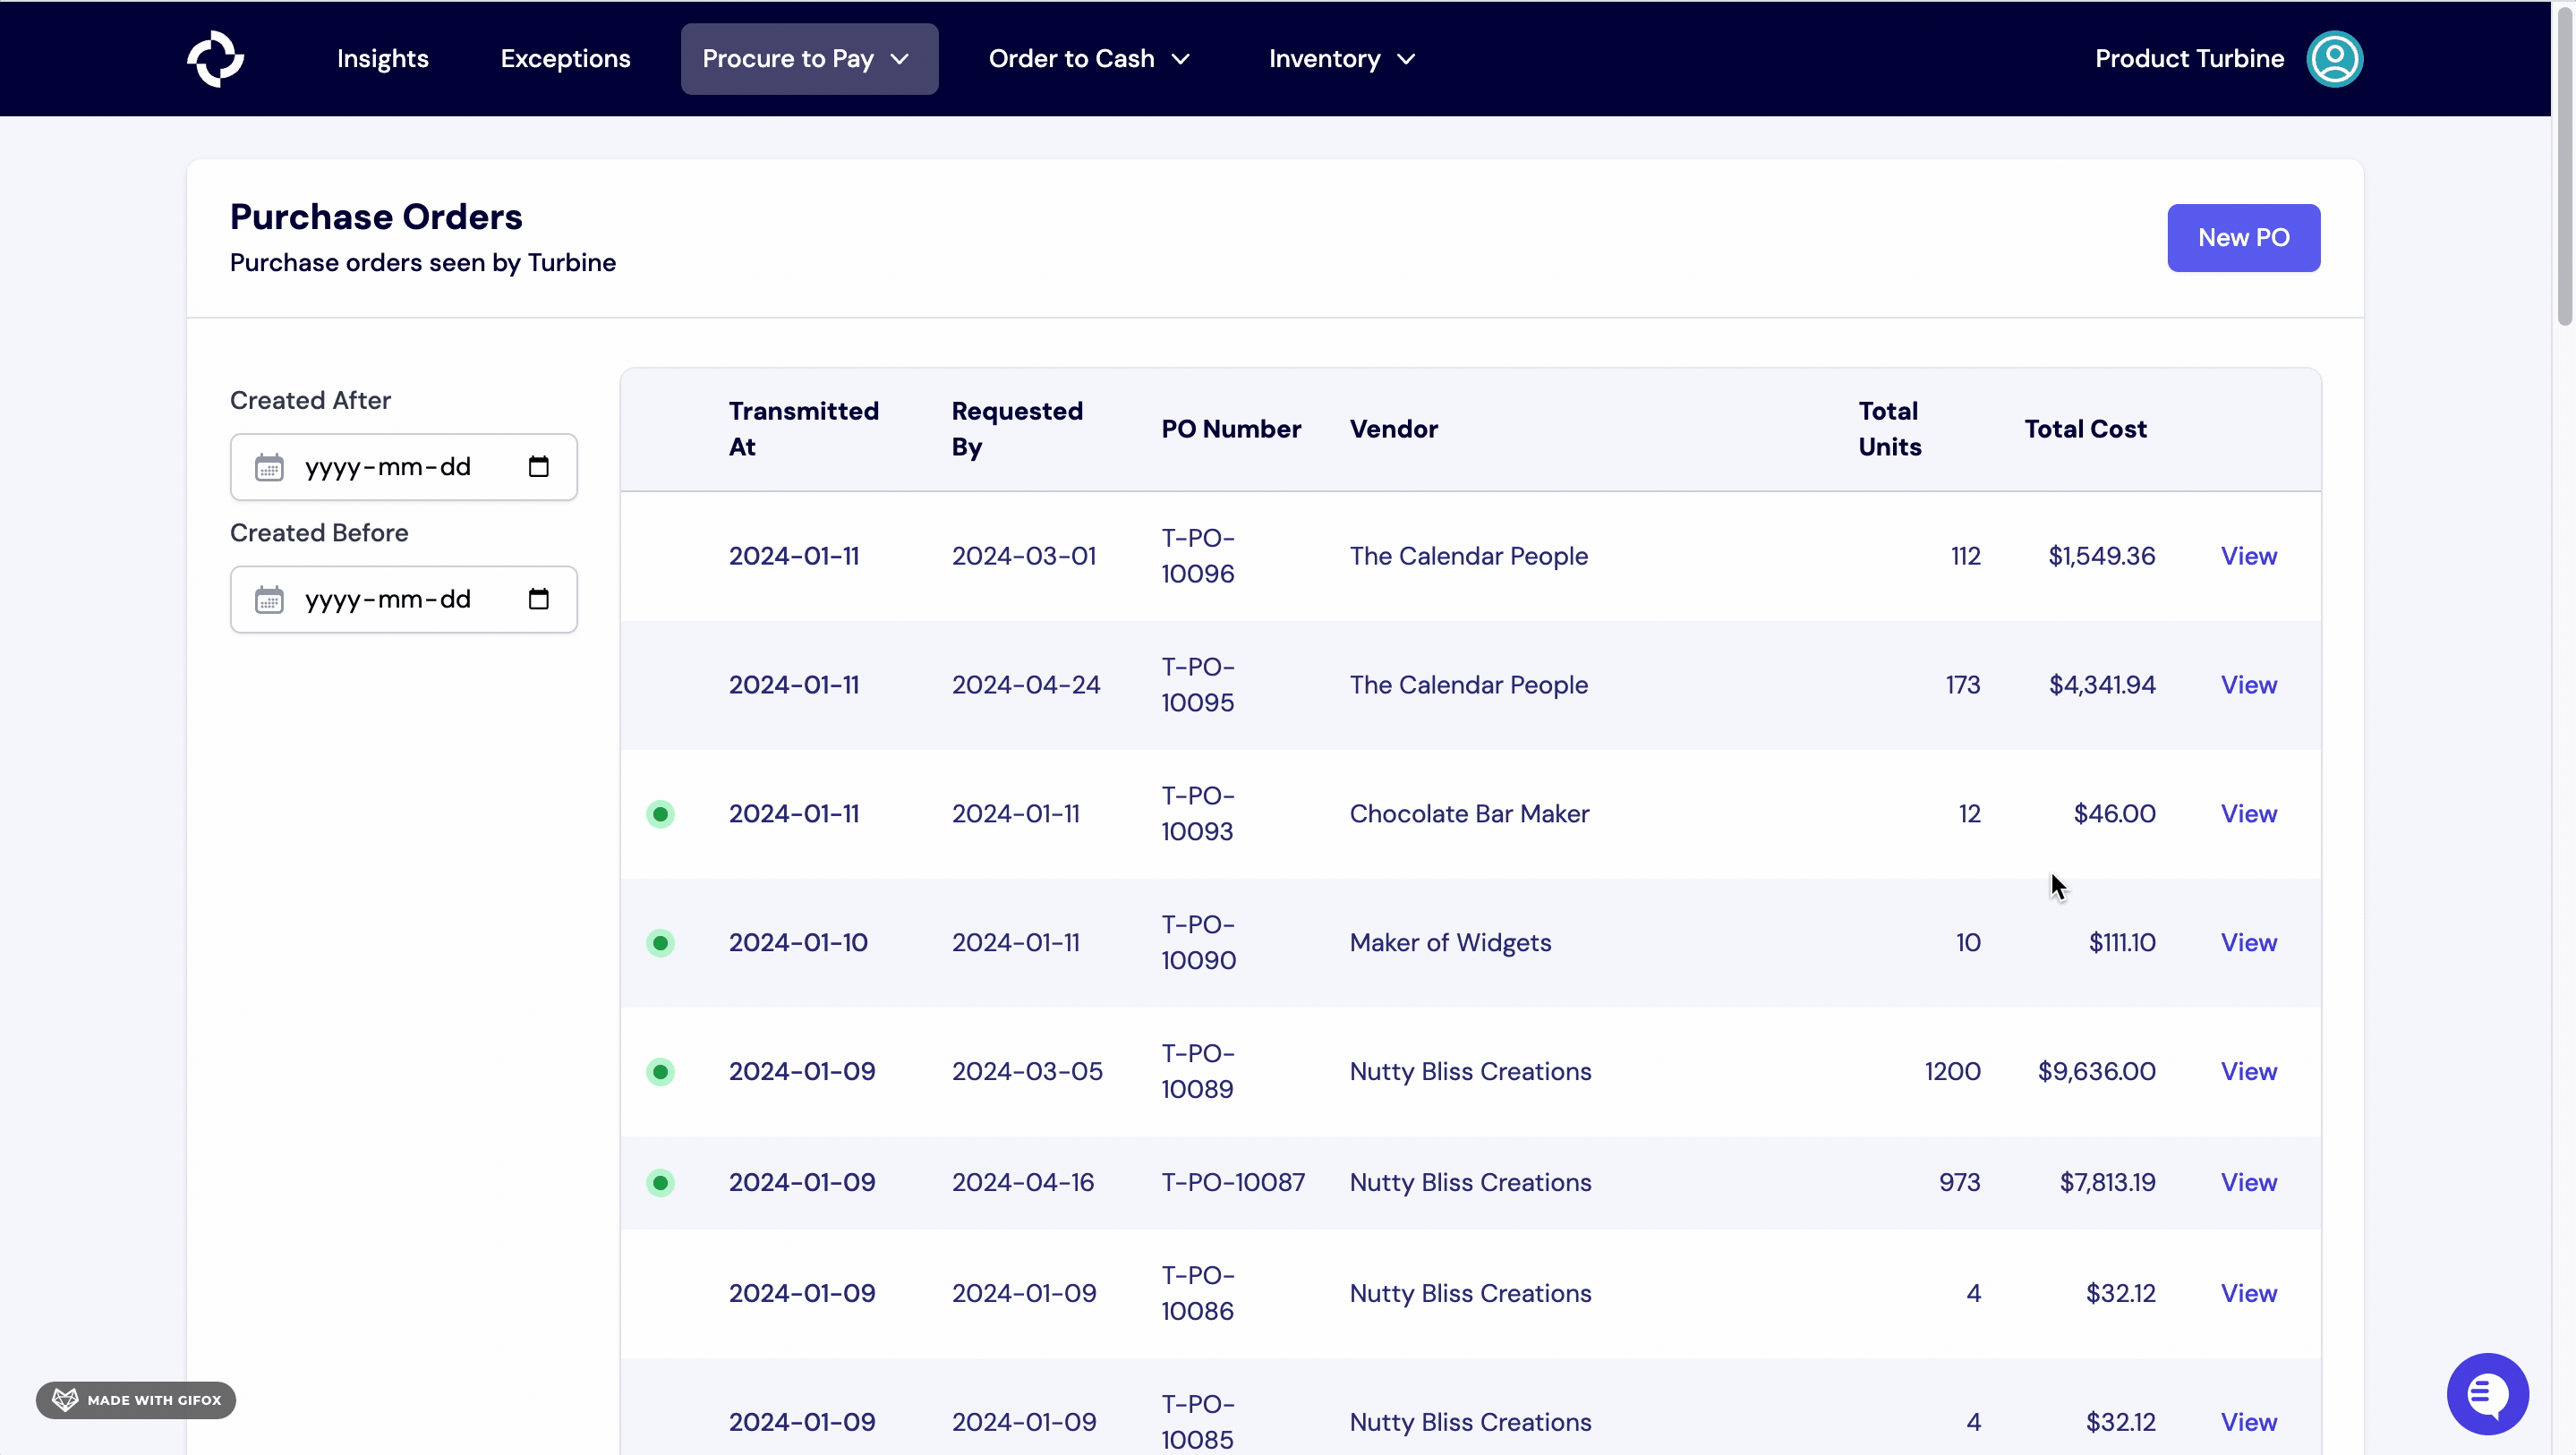 Insights Exceptions Procure to Pay Order to Cash Inventory Product Turbine
Purchase Orders
Purchase orders seen by Turbine
New PO
Created After
yyyy-mm-dd
Created Before
yyyy-mm-dd
Transmitted At Requested By PO Number Vendor Total Units Total Cost
2024-01-11 2024-03-01 T-PO-10096 The Calendar People 112 $1,549.36 View
2024-01-11 2024-04-24 T-PO-10095 The Calendar People 173 $4,341.94 View
2024-01-11 2024-01-11 T-PO-10093 Chocolate Bar Maker 12 $46.00 View
2024-01-10 2024-01-11 T-PO-10090 Maker of Widgets 10 $111.10 View
2024-01-09 2024-03-05 T-PO-10089 Nutty Bliss Creations 1200 $9,636.00 View
2024-01-09 2024-04-16 T-PO-10087 Nutty Bliss Creations 973 $7,813.19 View
2024-01-09 2024-01-09 T-PO-10086 Nutty Bliss Creations 4 $32.12 View
2024-01-09 2024-01-09 T-PO-10085 Nutty Bliss Creations 4 $32.12 View
MADE WITH GIFOX